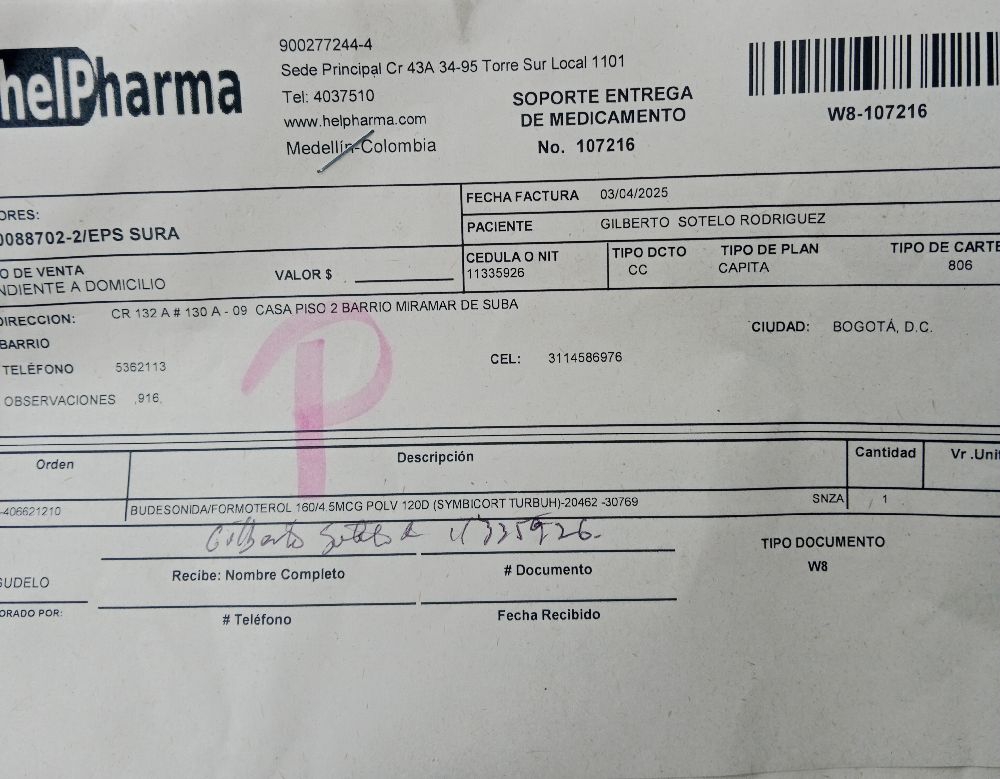 helPharma
900277244-4
Sede Principal Cr 43A 34-95 Torre Sur Local 1101
Tel: 4037510
www.helpharma.com
Medellín-Colombia
SOPORTE ENTREGA
DE MEDICAMENTO
No. 107216
W8-107216
ORES:
0088702-2/EPS SURA
FECHA FACTURA 03/04/2025
PACIENTE GILBERTO SOTELO RODRIGUEZ
O DE VENTA
NDIENTE A DOMICILIO
VALOR $
CEDULA O NIT
11335926
TIPO DCTO
CC
TIPO DE PLAN
CAPITA
TIPO DE CARTE
806
DIRECCION: CR 132 A # 130 A - 09 CASA PISO 2 BARRIO MIRAMAR DE SUBA
CIUDAD: BOGOTÁ, D.C.
BARRIO
TELÉFONO 5362113
CEL: 3114586976
OBSERVACIONES ,916,
P
Orden Descripción Cantidad Vr .Uni
-406621210 BUDESONIDA/FORMOTEROL 160/4.5MCG POLV 120D (SYMBICORT TURBUH)-20462 -30769 SNZA 1
Gilberto Sotelo R 11335926.
Recibe: Nombre Completo # Documento
TIPO DOCUMENTO
W8
SUDELO
ORADO POR:
# Teléfono Fecha Recibido